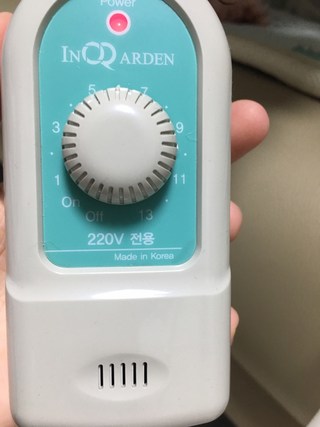 Power
INQARDEN
5 7
3 9
1 11
On
Off 13
220V 전용
Made in Korea